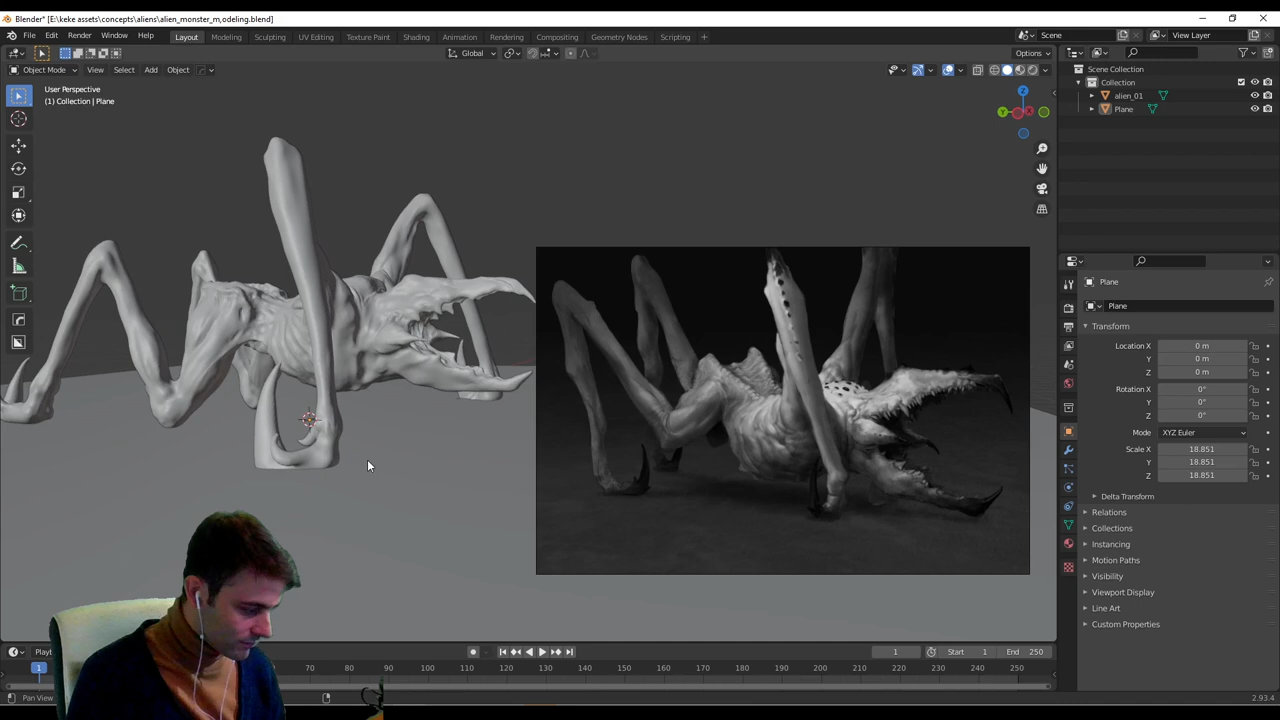 Blender* [E:\keke assets\concepts\aliens\alien_monster_m,odeling.blend]
File Edit Render Window Help Layout Modeling Sculpting UV Editing Texture Paint Shading Animation Rendering Compositing Geometry Nodes Scripting + Scene View Layer
Global Options
Object Mode View Select Add Object
User Perspective
(1) Collection | Plane
Z
Y X
Scene Collection
Collection
alien_01
Plane
Plane
Plane
Transform
Location X 0 m
Y 0 m
Z 0 m
Rotation X 0°
Y 0°
Z 0°
Mode XYZ Euler
Scale X 18.851
Y 18.851
Z 18.851
Delta Transform
Relations
Collections
Instancing
Motion Paths
Visibility
Viewport Display
Line Art
Custom Properties
1 Start 1 End 250
1 70 80 90 100 110 120 130 140 150 160 170 180 190 200 210 220 230 240 250
Pan View 2.93.4